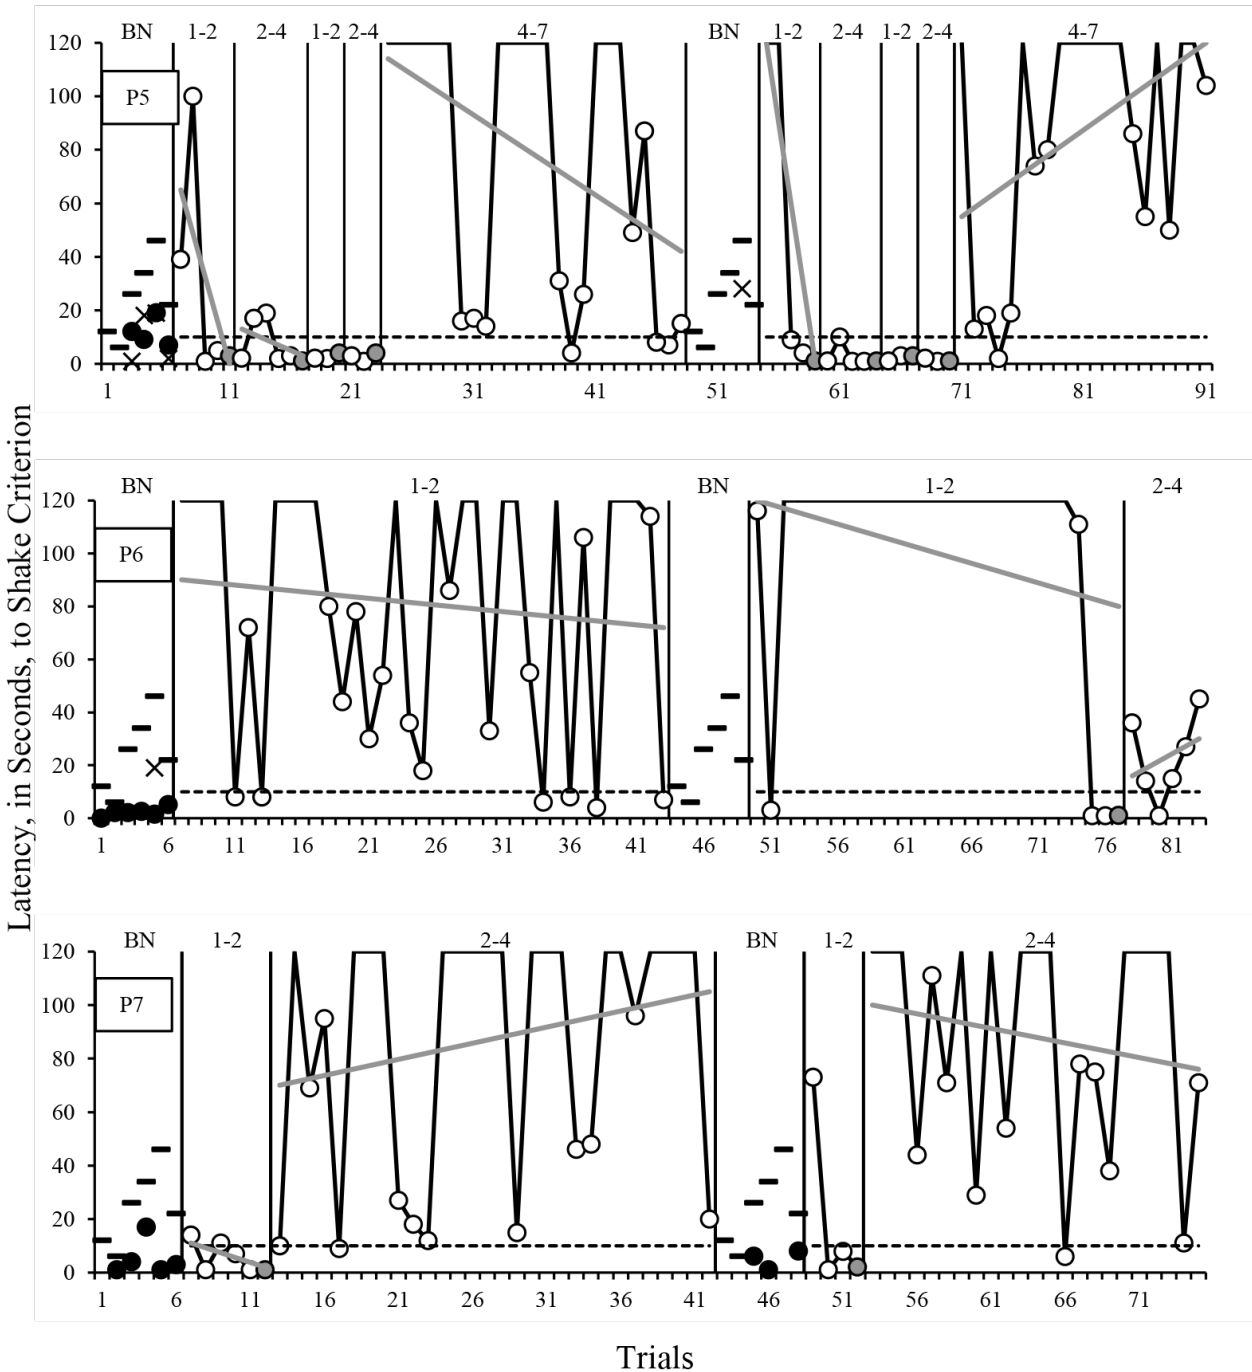 BN 1-2 2-4 1-2 2-4 4-7 BN 1-2 2-4 1-2 2-4 4-7
120
P5
100
80
60
40
20
0
1 11 21 31 41 51 61 71 81 91
Latency, in Seconds, to Shake Criterion
BN 1-2 BN 1-2 2-4
120
P6
100
80
60
40
20
0
1 6 11 16 21 26 31 36 41 46 51 56 61 66 71 76 81
BN 1-2 2-4 BN 1-2 2-4
120
P7
100
80
60
40
20
0
1 6 11 16 21 26 31 36 41 46 51 56 61 66 71
Trials